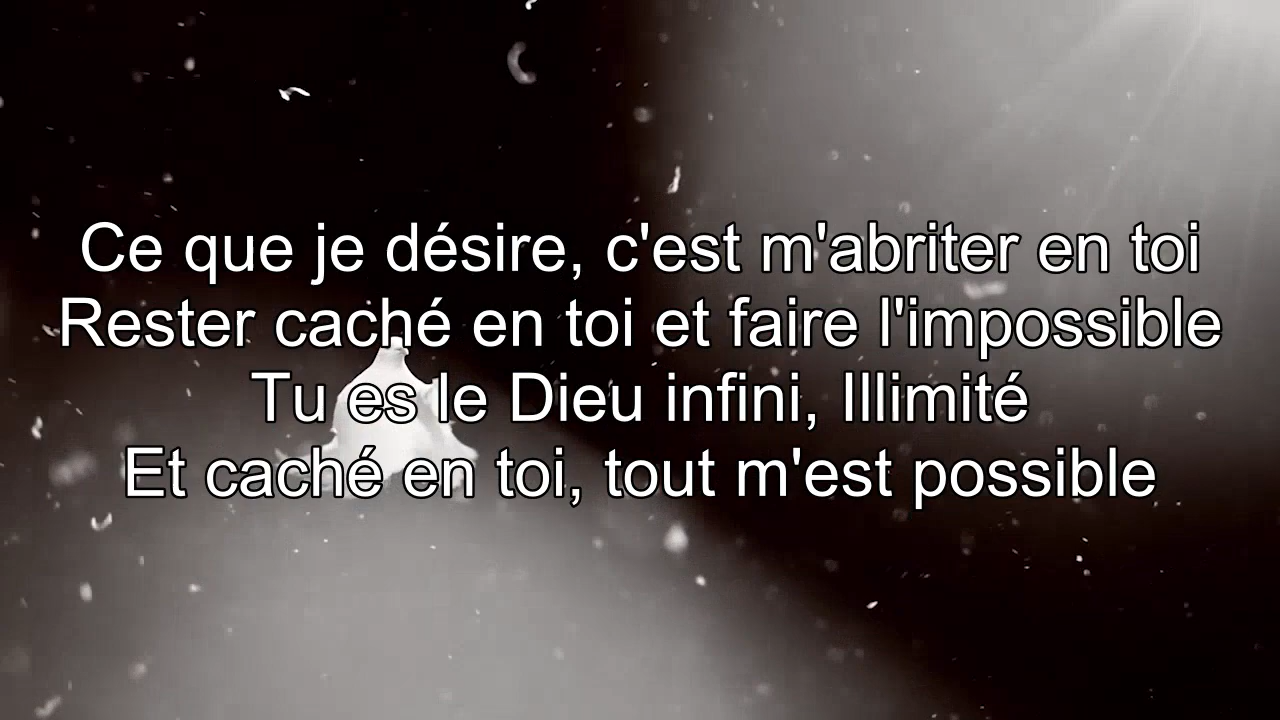 Ce que je désire, c'est m'abriter en toi
Rester caché en toi et faire l'impossible
Tu es le Dieu infini, Illimité
Et caché en toi, tout m'est possible